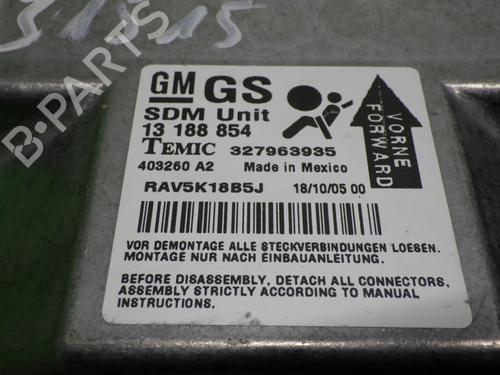 31515
B-PARTS
GM GS
SDM Unit
13 188 854
TEMIC 327963935
403260 A2 Made in Mexico
RAV5K18B5J 18/10/05 00
VORNE
FORWARD
VOR DEMONTAGE ALLE STECKVERBINDUNGEN LOESEN.
MONTAGE NUR NACH EINBAUANLEITUNG.
BEFORE DISASSEMBLY, DETACH ALL CONNECTORS,
ASSEMBLY STRICTLY ACCORDING TO MANUAL
INSTRUCTIONS.